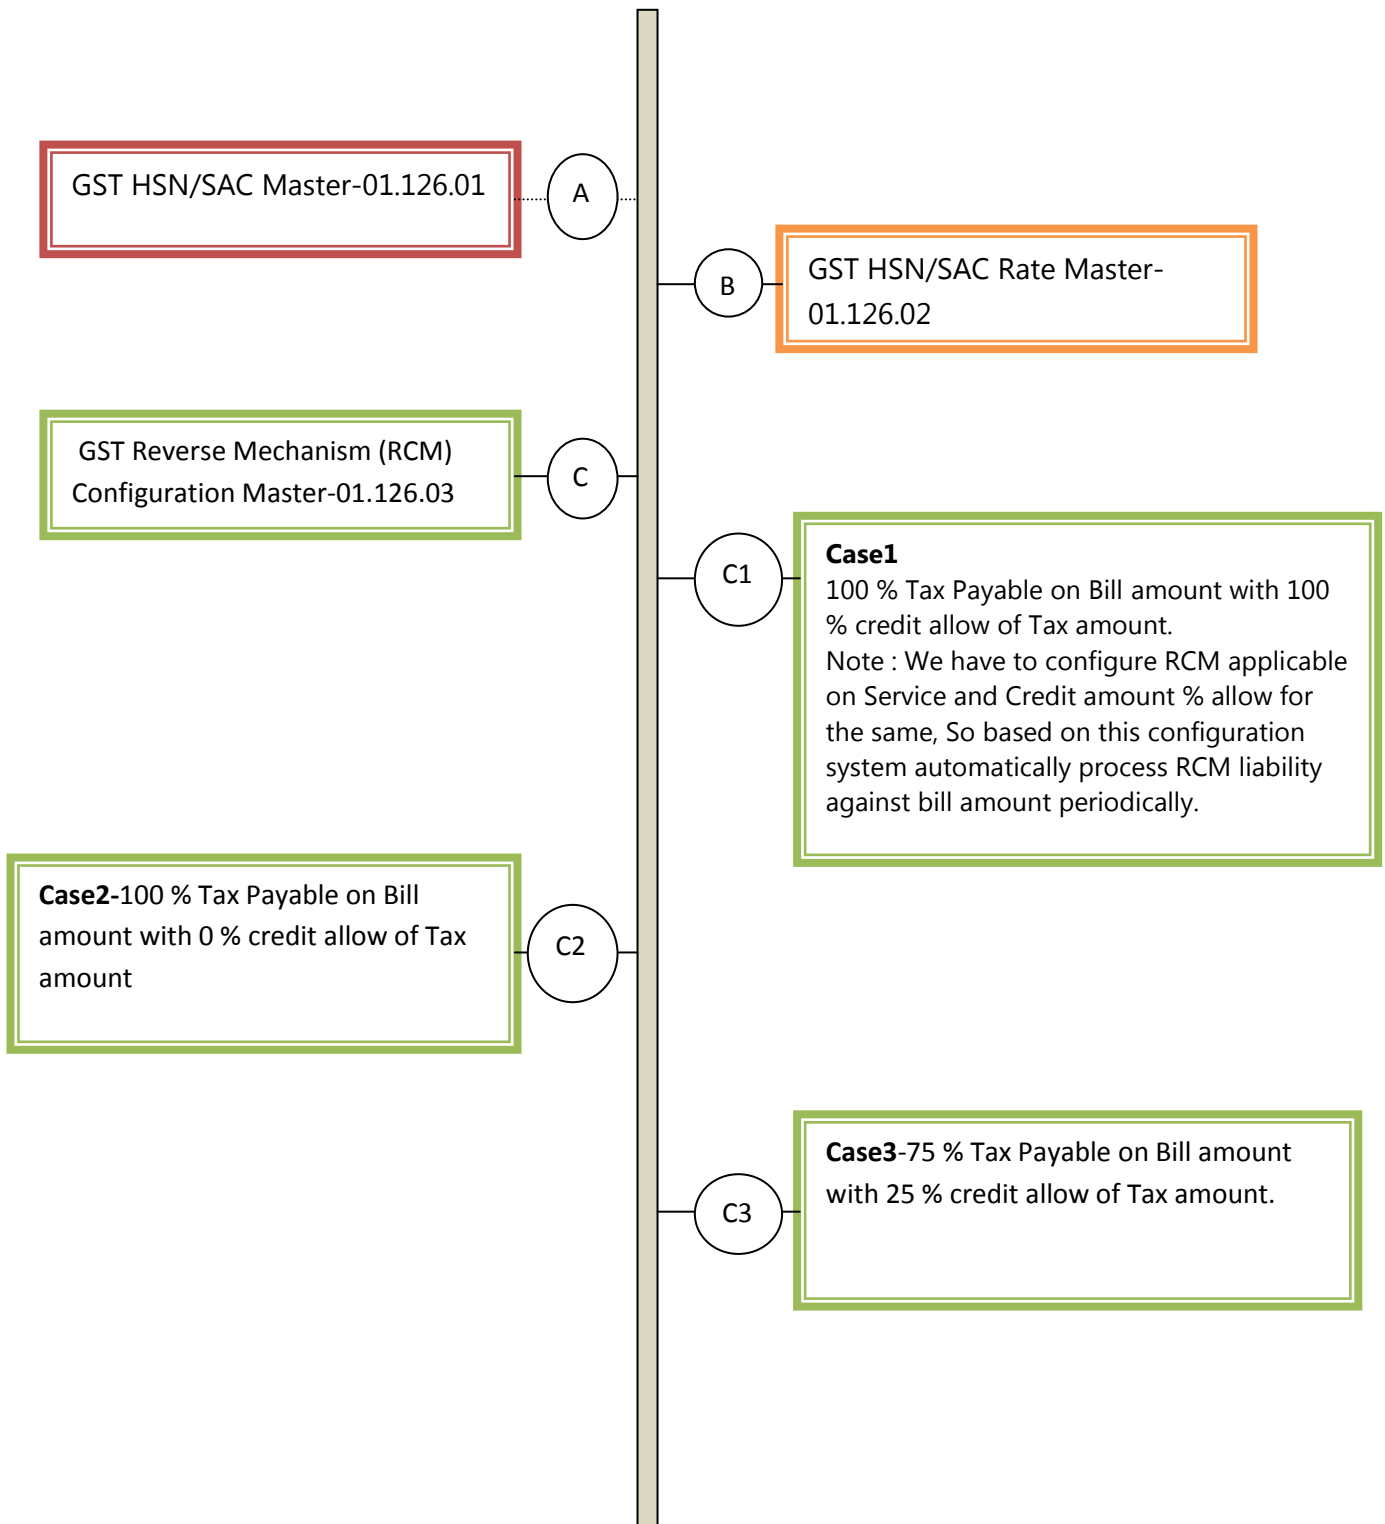 GST HSN/SAC Master-01.126.01
A
B
GST HSN/SAC Rate Master-
01.126.02
GST Reverse Mechanism (RCM)
Configuration Master-01.126.03
C
C1
Case1
100 % Tax Payable on Bill amount with 100
% credit allow of Tax amount.
Note : We have to configure RCM applicable
on Service and Credit amount % allow for
the same, So based on this configuration
system automatically process RCM liability
against bill amount periodically.
Case2-100 % Tax Payable on Bill
amount with 0 % credit allow of Tax
amount
C2
C3
Case3-75 % Tax Payable on Bill amount
with 25 % credit allow of Tax amount.